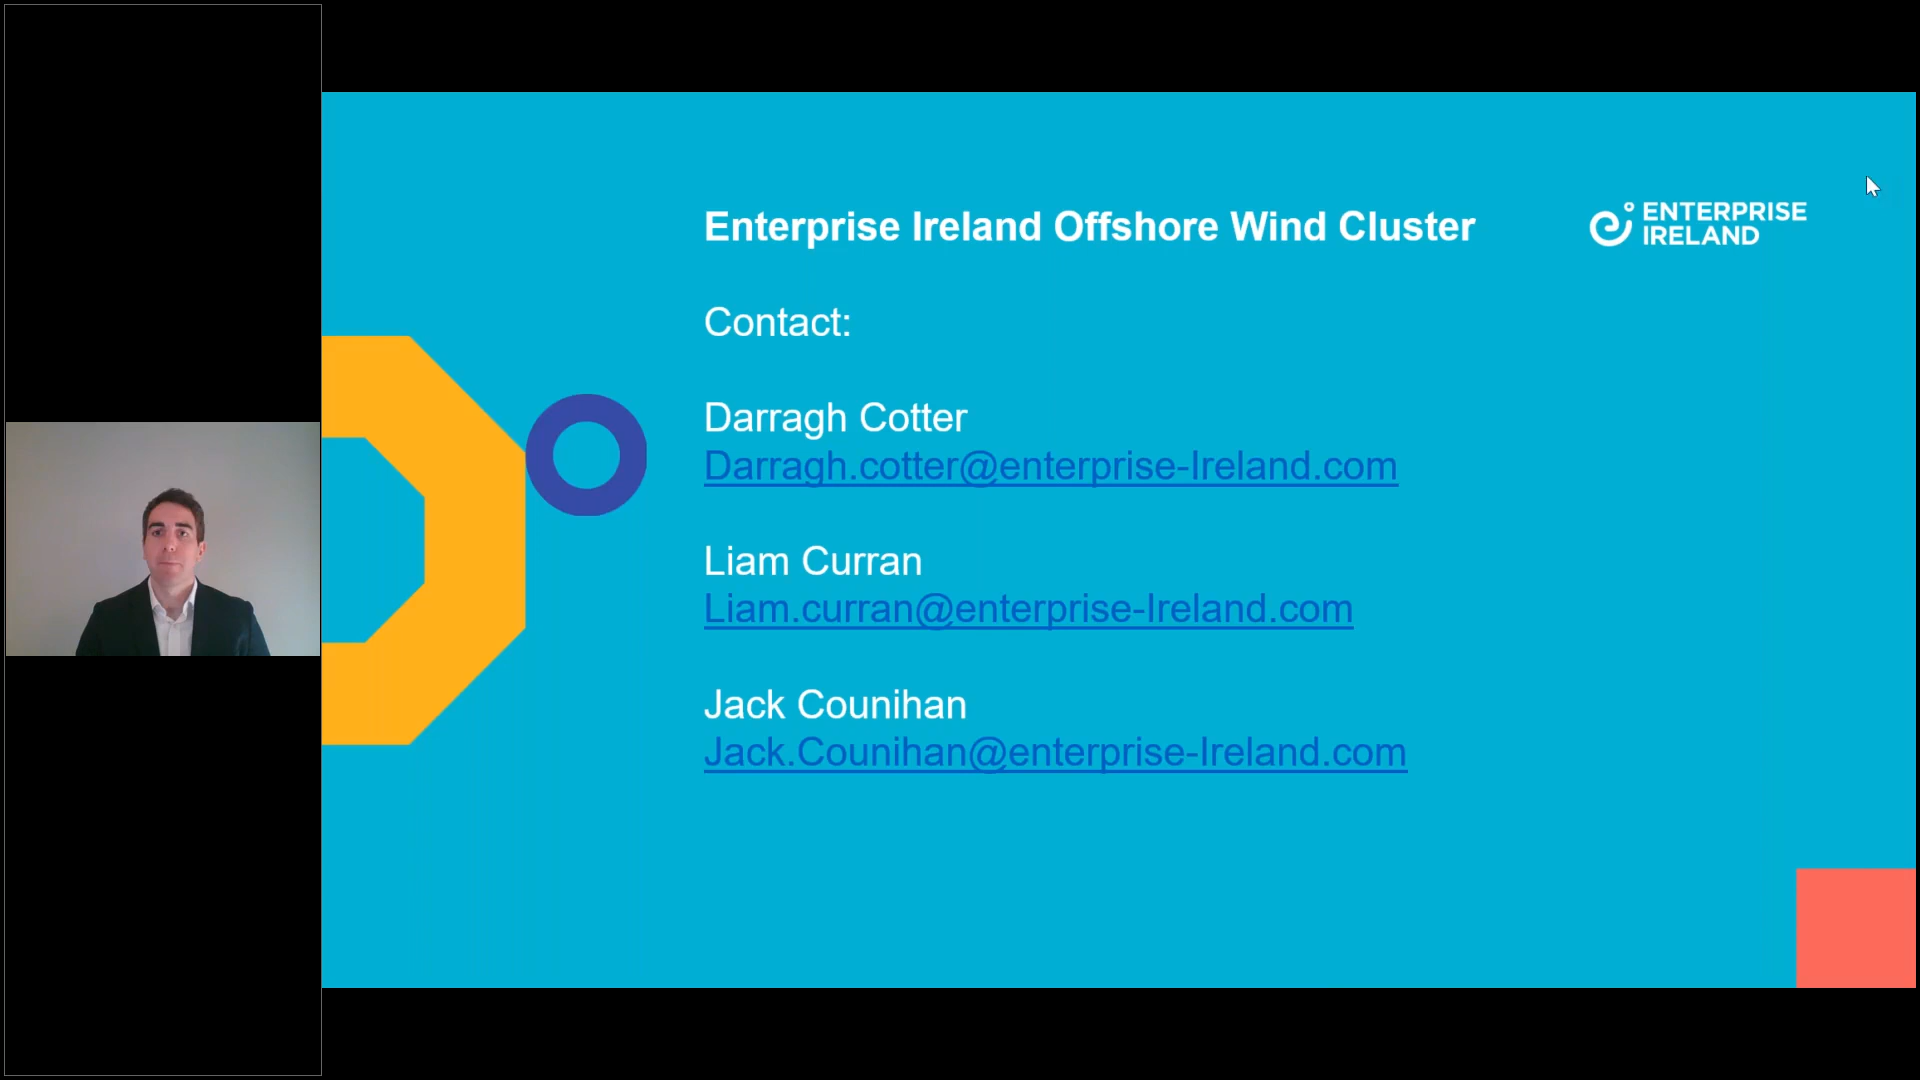 Enterprise Ireland Offshore Wind Cluster
ENTERPRISE
IRELAND
Contact:
Darragh Cotter
Darragh.cotter@enterprise-Ireland.com
Liam Curran
Liam.curran@enterprise-Ireland.com
Jack Counihan
Jack.Counihan@enterprise-Ireland.com